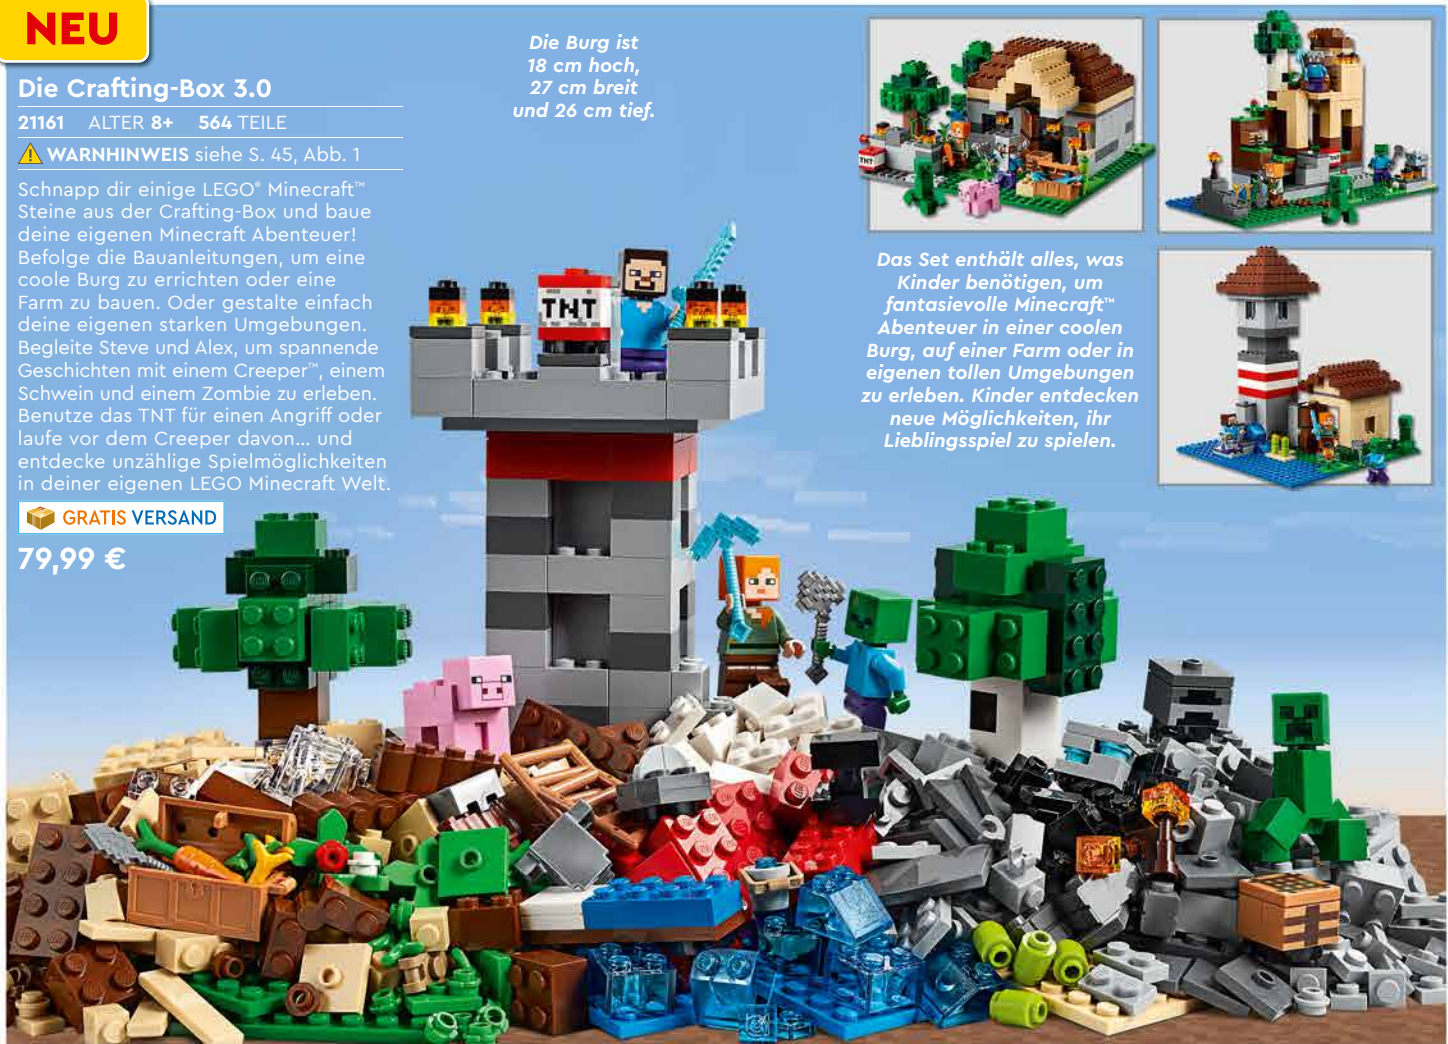 NEU
Die Crafting-Box 3.0
21161 ALTER 8+ 564 TEILE
WARNHINWEIS siehe S. 45, Abb. 1
Schnapp dir einige LEGO® Minecraft™
Steine aus der Crafting-Box und baue
deine eigenen Minecraft Abenteuer!
Befolge die Bauanleitungen, um eine
coole Burg zu errichten oder eine
Farm zu bauen. Oder gestalte einfach
deine eigenen starken Umgebungen.
Begleite Steve und Alex, um spannende
Geschichten mit einem Creeper™, einem
Schwein und einem Zombie zu erleben.
Benutze das TNT für einen Angriff oder
laufe vor dem Creeper davon... und
entdecke unzählige Spielmöglichkeiten
in deiner eigenen LEGO Minecraft Welt.
GRATIS VERSAND
79,99 €
Die Burg ist
18 cm hoch,
27 cm breit
und 26 cm tief.
TNT
TNT
TNT
Das Set enthält alles, was
Kinder benötigen, um
fantasievolle Minecraft™
Abenteuer in einer coolen
Burg, auf einer Farm oder in
eigenen tollen Umgebungen
zu erleben. Kinder entdecken
neue Möglichkeiten, ihr
Lieblingsspiel zu spielen.